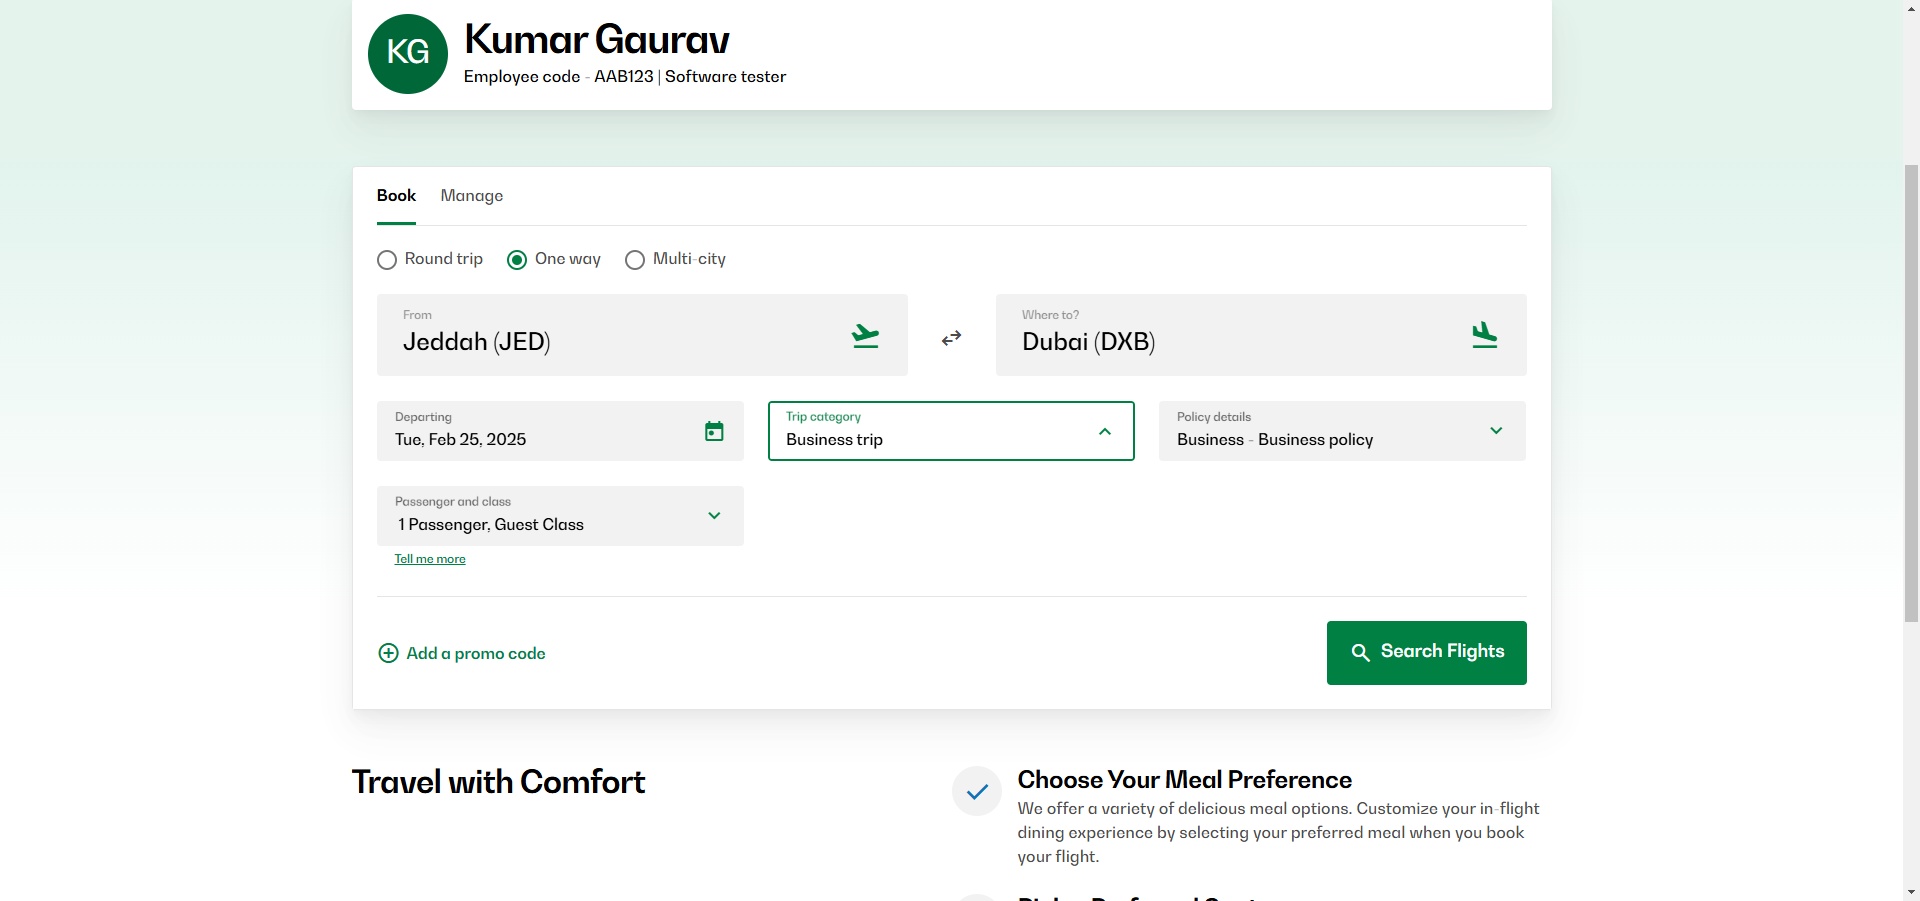 KG
Kumar Gaurav
Employee code - AAB123 | Software tester
Book
Manage
Round trip
One way
Multi-city
From
Jeddah (JED)
Where to?
Dubai (DXB)
Departing
Tue, Feb 25, 2025
Trip category
Business trip
Policy details
Business - Business policy
Passenger and class
1 Passenger, Guest Class
Tell me more
Add a promo code
Search Flights
Travel with Comfort
Choose Your Meal Preference
We offer a variety of delicious meal options. Customize your in-flight
dining experience by selecting your preferred meal when you book
your flight.